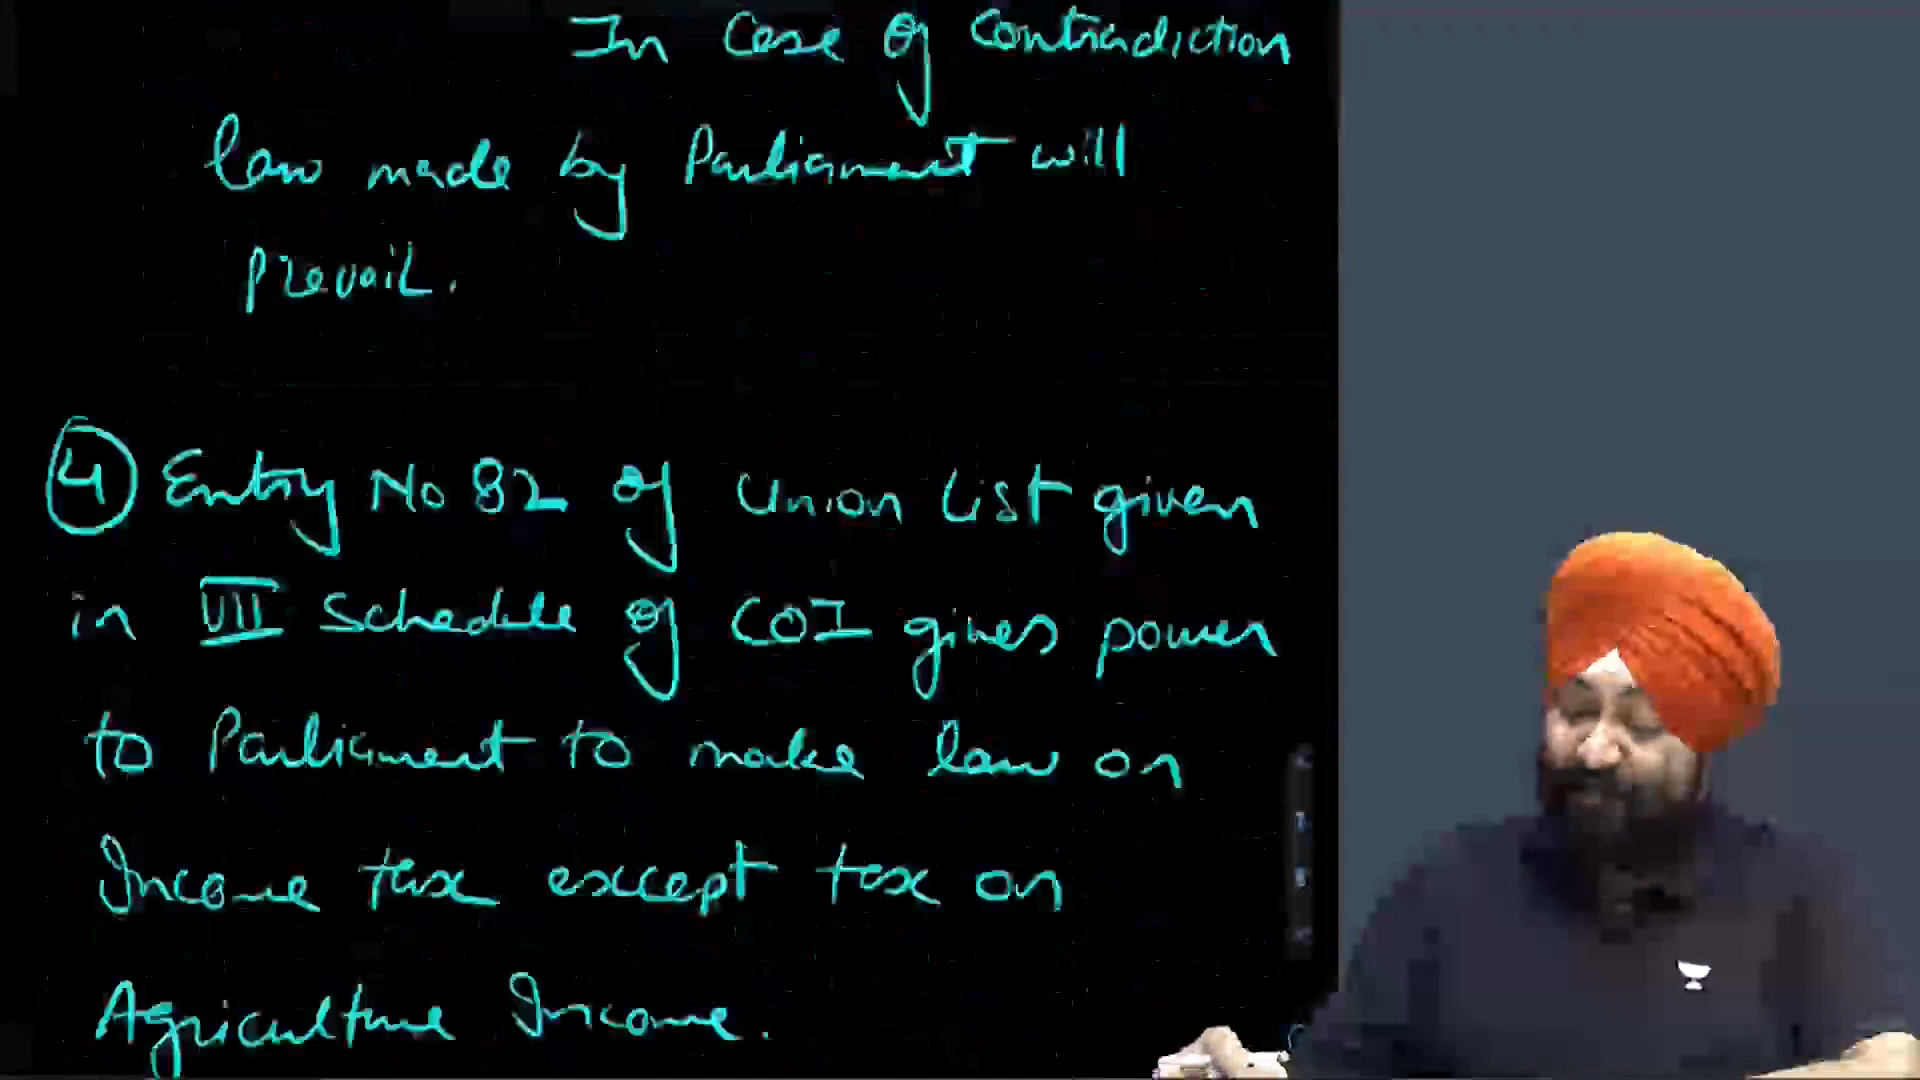 In Case of Contradiction
law made by Parliament will
prevail.
4 Entry No 82 of Union List given
in VII Schedule of COI gives power
to Parliament to make law on
Income tax except tax on
Agriculture Income.